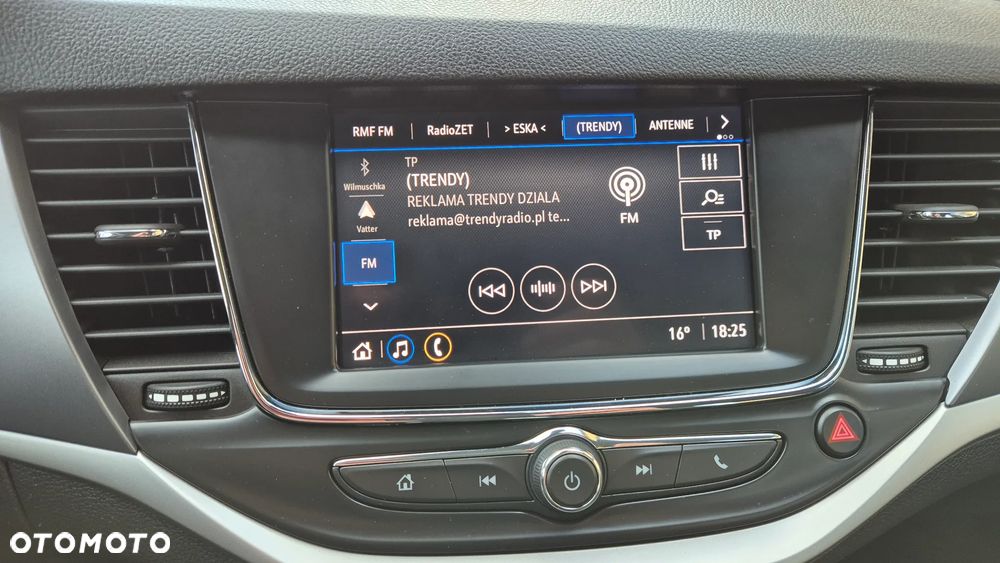 RMF FM | RadioZET | > ESKA < (TRENDY) ANTENNE
TP
(TRENDY)
REKLAMA TRENDY DZIALA
reklama@trendyradio.pl te...
FM
Wilmuschka
Vatter
FM
TP
16° | 18:25
OTOMOTO